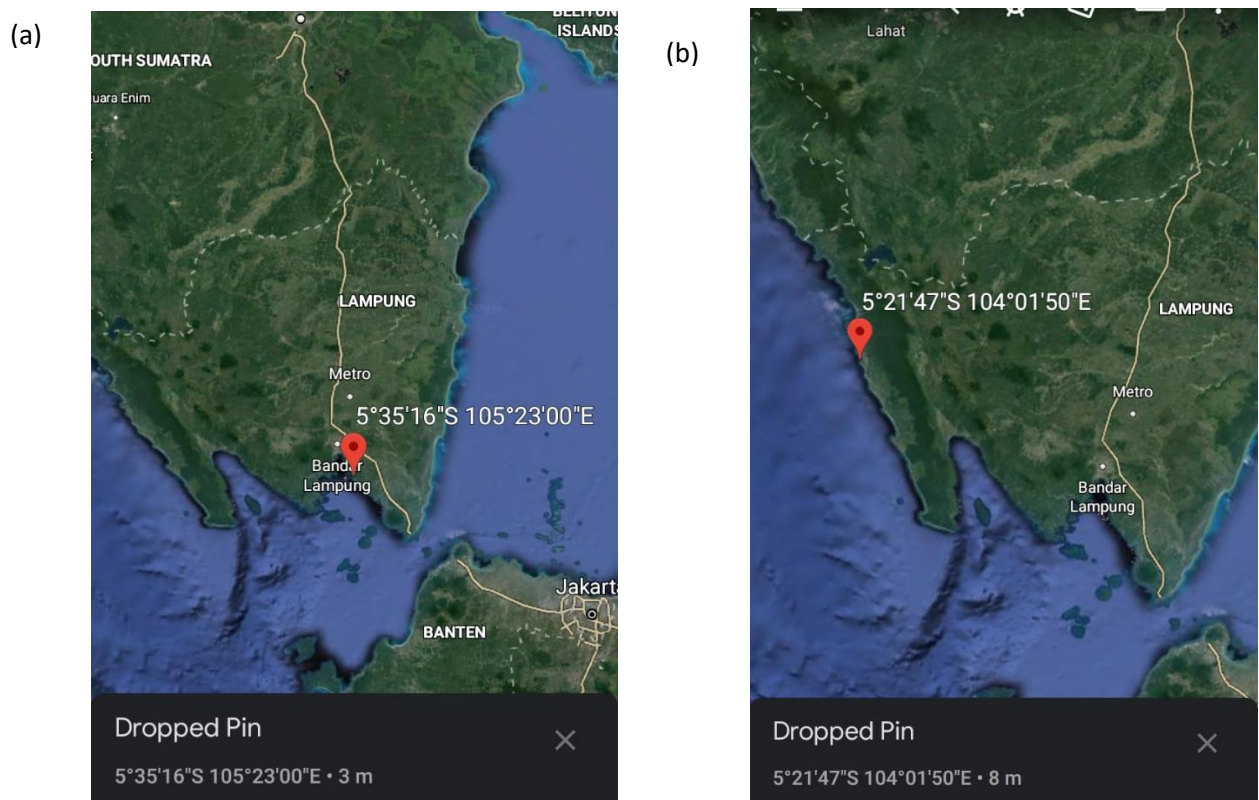 (a)
BELITUN
ISLANDS
OUTH SUMATRA
uara Enim
LAMPUNG
Metro
5°35'16"S 105°23'00"E
Bandar
Lampung
Jakarta
BANTEN
Dropped Pin
5°35'16"S 105°23'00"E • 3 m
(b)
Lahat
5°21'47"S 104°01'50"E
LAMPUNG
Metro
Bandar
Lampung
Dropped Pin
5°21'47"S 104°01'50"E • 8 m